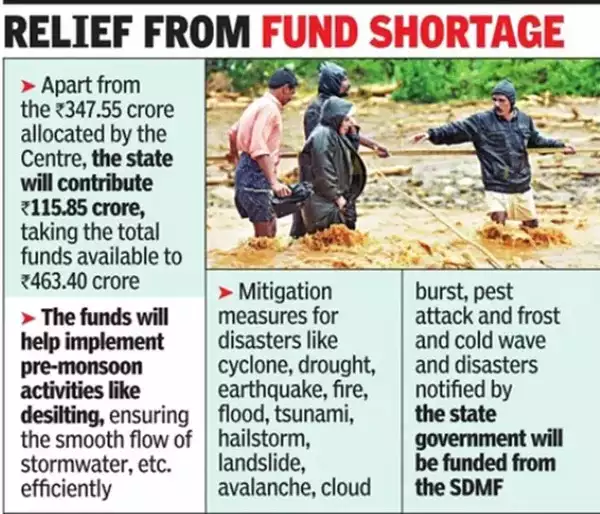 RELIEF FROM FUND SHORTAGE
➤ Apart from
the ₹347.55 crore
allocated by the
Centre, the state
will contribute
₹115.85 crore,
taking the total
funds available to
₹463.40 crore
➤ The funds will
help implement
pre-monsoon
activities like
desilting, ensuring
the smooth flow of
stormwater, etc.
efficiently
➤ Mitigation
measures for
disasters like
cyclone, drought,
earthquake, fire,
flood, tsunami,
hailstorm,
landslide,
avalanche, cloud
burst, pest
attack and frost
and cold wave
and disasters
notified by
the state
government will
be funded from
the SDMF